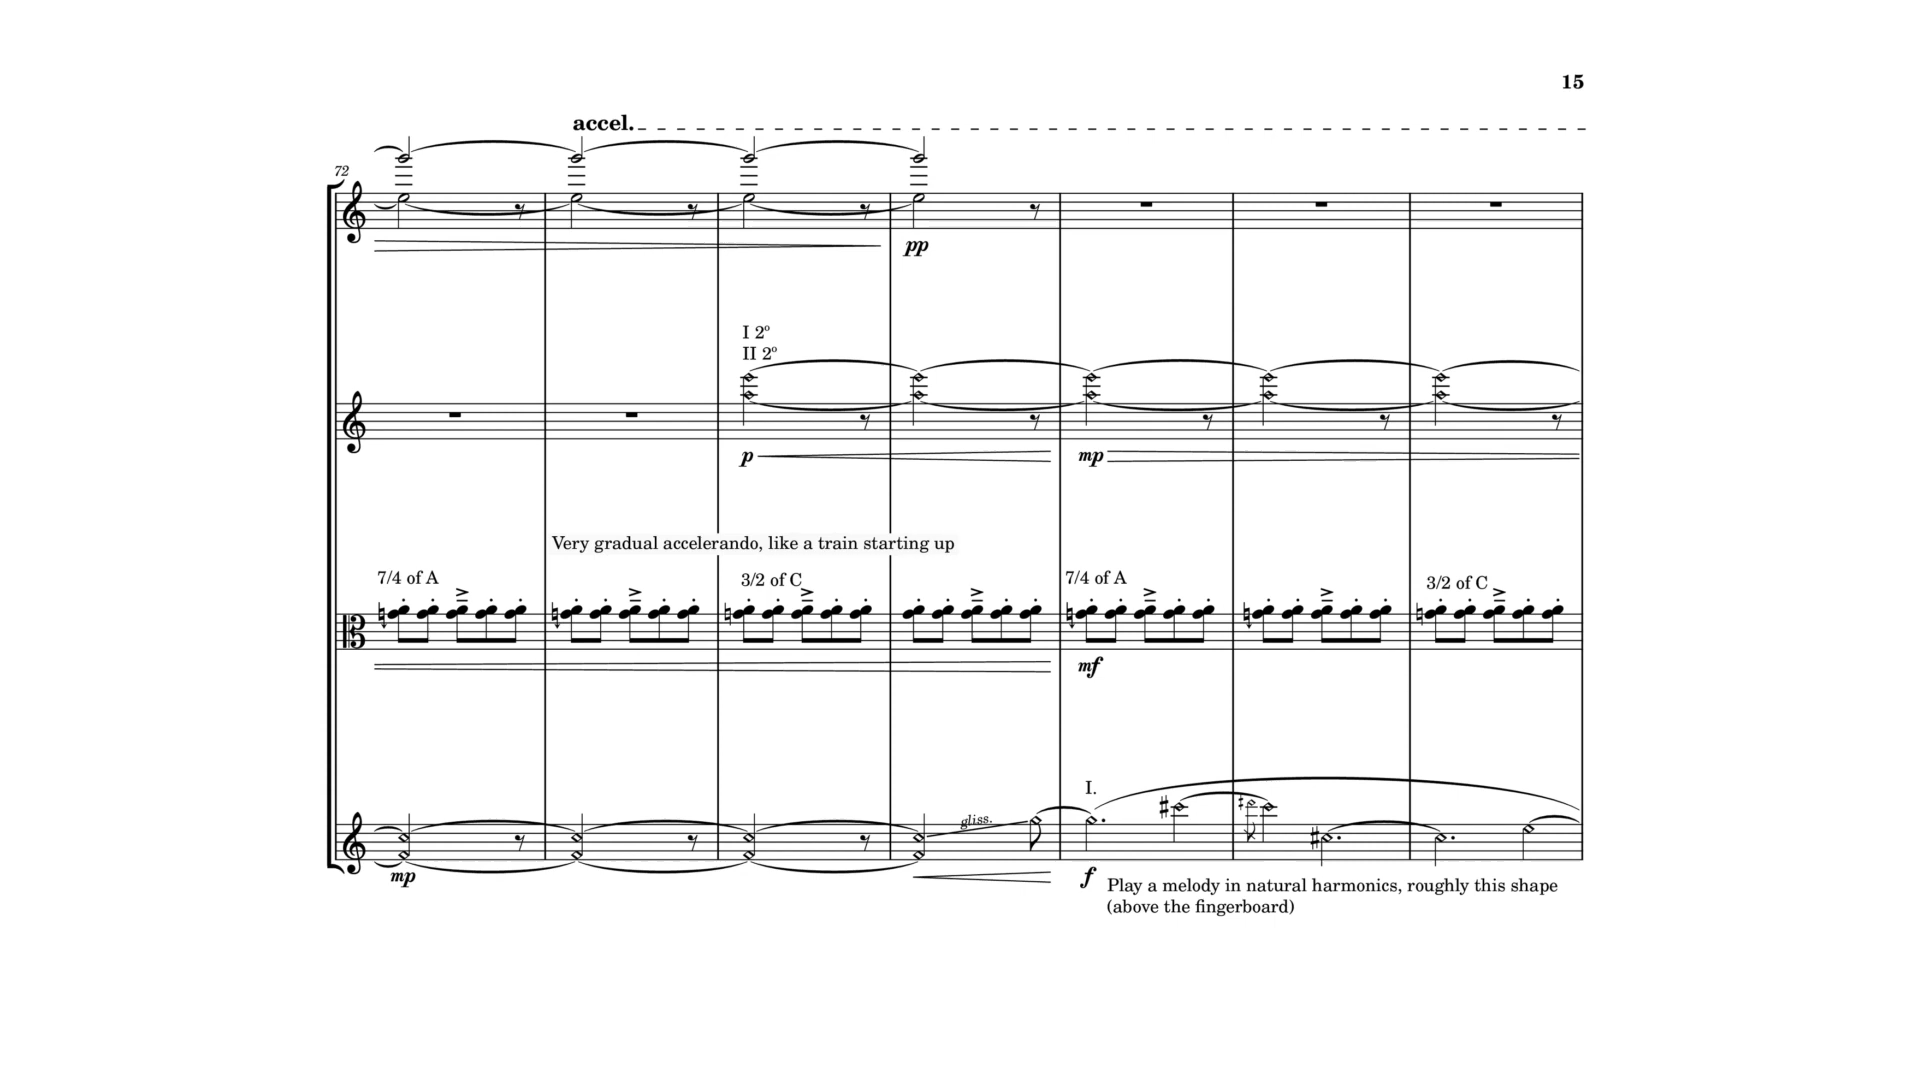 15
accel.
72
pp
I 2º
II 2º
p
mp
Very gradual accelerando, like a train starting up
7/4 of A
3/2 of C
7/4 of A
3/2 of C
mf
I.
gliss.
mp
f
Play a melody in natural harmonics, roughly this shape
(above the fingerboard)